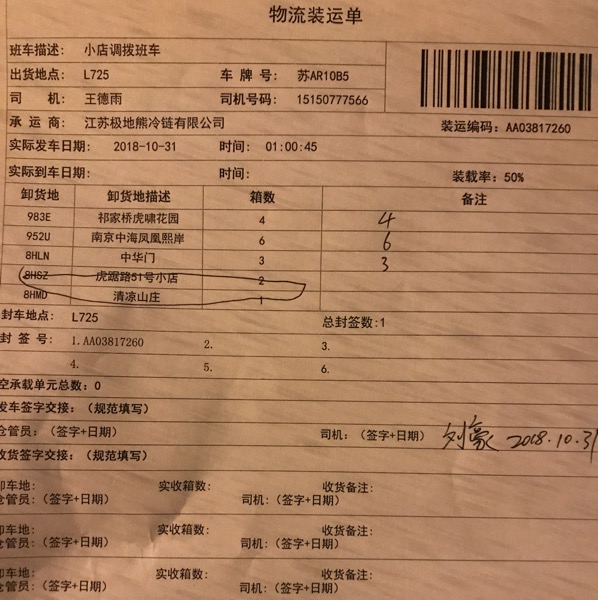 物流装运单
班车描述: 小店调拨班车
出货地点: L725 车 牌 号: 苏AR10B5
司 机: 王德雨 司机号码: 15150777566
承 运 商: 江苏极地熊冷链有限公司 装运编码: AA03817260
实际发车日期: 2018-10-31 时间: 01:00:45
实际到车日期: 时间: 装载率: 50%
卸货地 卸货地描述 箱数 备注
983E 祁家桥虎啸花园 4 4
952U 南京中海凤凰熙岸 6 6
8HLN 中华门 3 3
8HSZ 虎踞路51号小店 2
8HMD 清凉山庄 1
封车地点: L725 总封签数:1
封 签 号: 1.AA03817260 2. 3.
4. 5. 6.
空承载单元总数: 0
发车签字交接: (规范填写)
仓管员: (签字+日期) 司机: (签字+日期) 刘豪 2018.10.31
收货签字交接: (规范填写)
卸车地: 实收箱数: 收货备注:
仓管员: (签字+日期) 司机: (签字+日期)
卸车地: 实收箱数: 收货备注:
仓管员: (签字+日期) 司机: (签字+日期)
卸车地: 实收箱数: 收货备注:
仓管员: (签字+日期) 司机: (签字+日期)